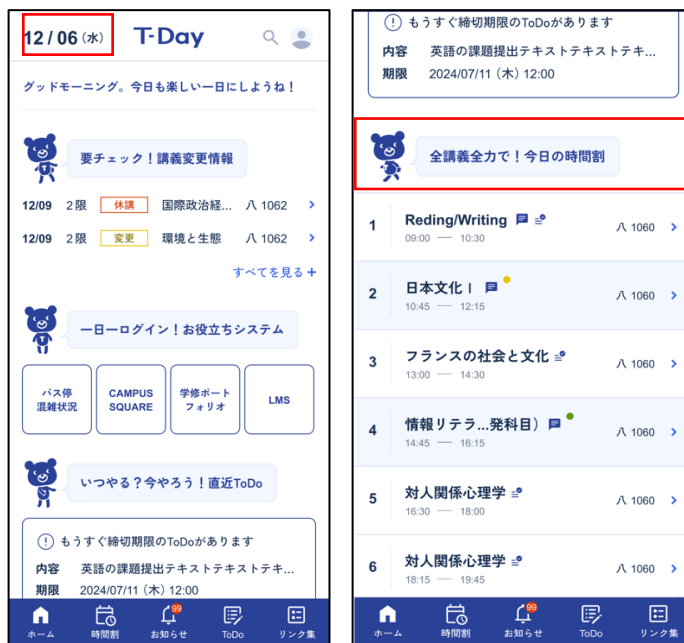 12 / 06 (水)
T-Day
グッドモーニング。今日も楽しい一日にしようね！
要チェック！講義変更情報
12/09 2限 休講 国際政治経... 八 1062
12/09 2限 変更 環境と生態 八 1062
すべてを見る +
一日一ログイン！お役立ちシステム
バス停
混雑状況
CAMPUS
SQUARE
学修ポート
フォリオ
LMS
いつやる？今やろう！直近ToDo
もうすぐ締切期限のToDoがあります
内容 英語の課題提出テキストテキストテキ...
期限 2024/07/11（木）12:00
ホーム 時間割 お知らせ 99 ToDo リンク集
もうすぐ締切期限のToDoがあります
内容 英語の課題提出テキストテキストテキ...
期限 2024/07/11（木）12:00
全講義全力で！今日の時間割
1 Reding/Writing 八 1060
09:00 — 10:30
2 日本文化Ⅰ 八 1060
10:45 — 12:15
3 フランスの社会と文化 八 1060
13:00 — 14:30
4 情報リテラ...発科目） 八 1060
14:45 — 16:15
5 対人関係心理学 八 1060
16:30 — 18:00
6 対人関係心理学 八 1060
18:15 — 19:45
ホーム 時間割 お知らせ 99 ToDo リンク集